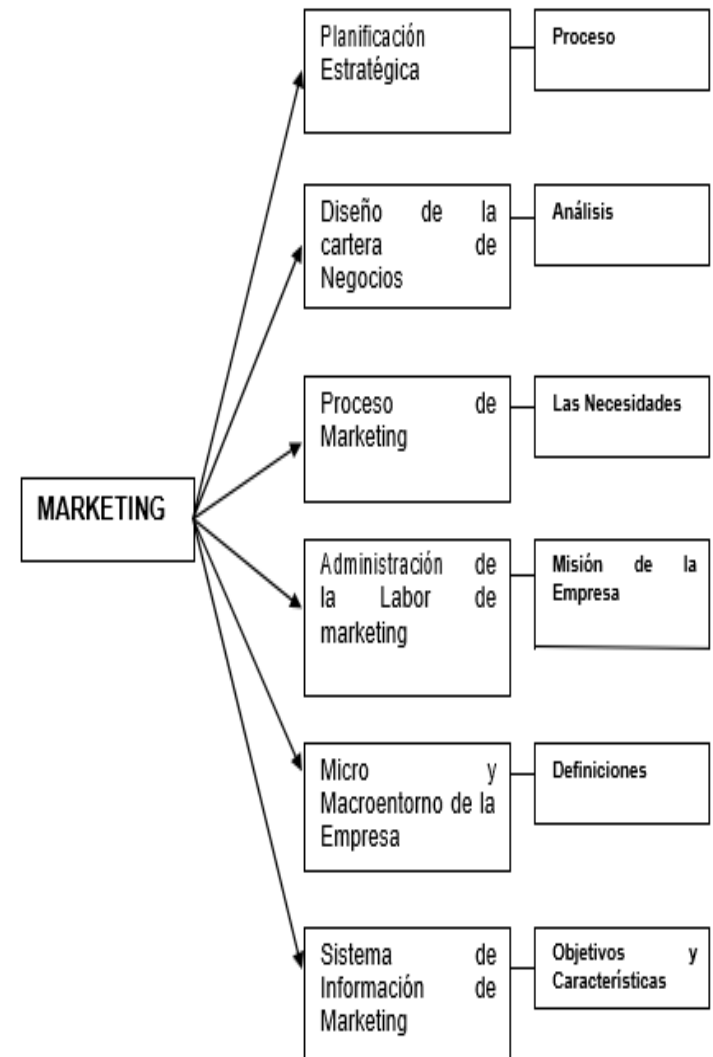 Planificación
Estratégica
Proceso
Diseño de la
cartera de
Negocios
Análisis
Proceso de
Marketing
Las Necesidades
MARKETING
Administración de
la Labor de
marketing
Misión de la
Empresa
Micro y
Macroentorno de la
Empresa
Definiciones
Sistema de
Información de
Marketing
Objetivos y
Características